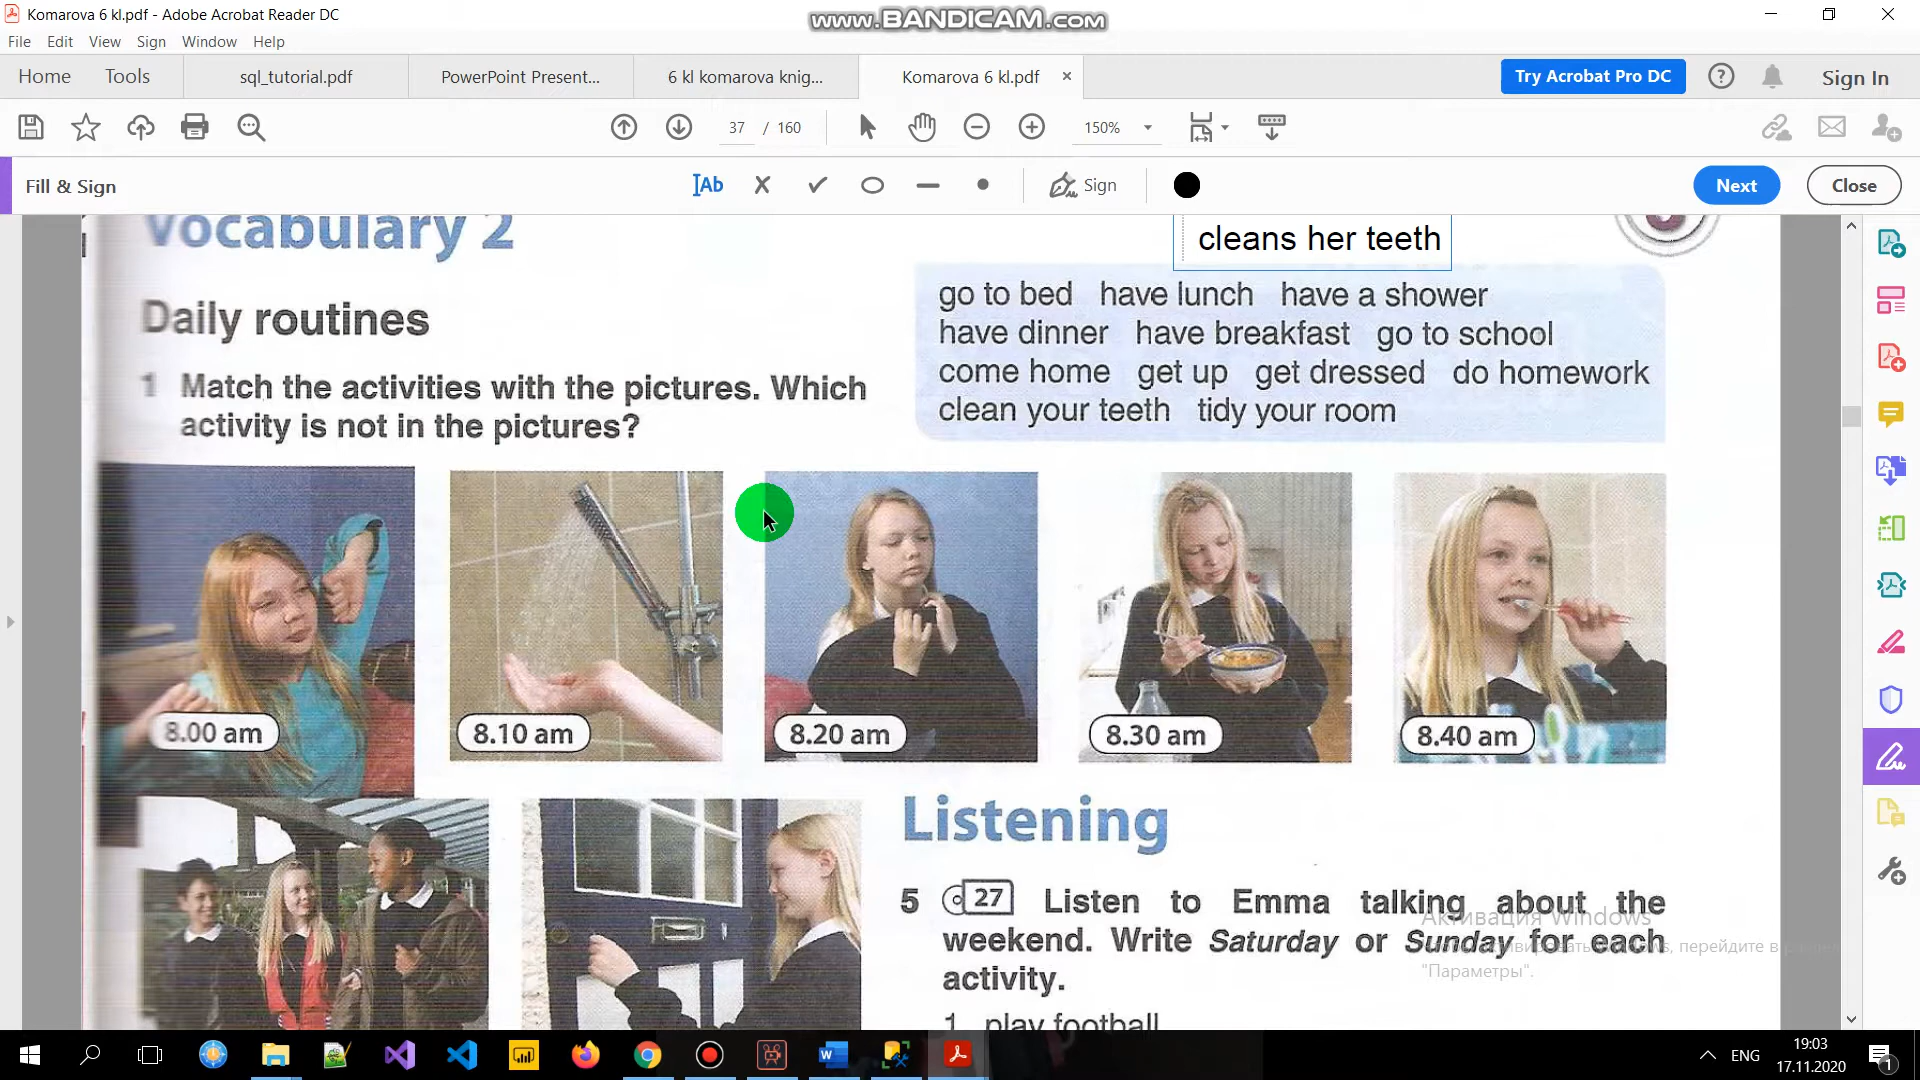 Komarova 6 kl.pdf - Adobe Acrobat Reader DC
www.BANDICAM.com
File Edit View Sign Window Help
Home Tools sql_tutorial.pdf PowerPoint Present... 6 kl komarova knig... Komarova 6 kl.pdf × Try Acrobat Pro DC Sign In
37 / 160 150%
Fill & Sign Ab Sign Next Close
Vocabulary 2
cleans her teeth
Daily routines
go to bed have lunch have a shower
have dinner have breakfast go to school
come home get up get dressed do homework
clean your teeth tidy your room
1 Match the activities with the pictures. Which
activity is not in the pictures?
8.00 am 8.10 am 8.20 am 8.30 am 8.40 am
Listening
5 27 Listen to Emma talking about the
weekend. Write Saturday or Sunday for each
activity.
1 play football
Активация Windows
перейдите в
"Параметры".
ENG 19:03
17.11.2020
1